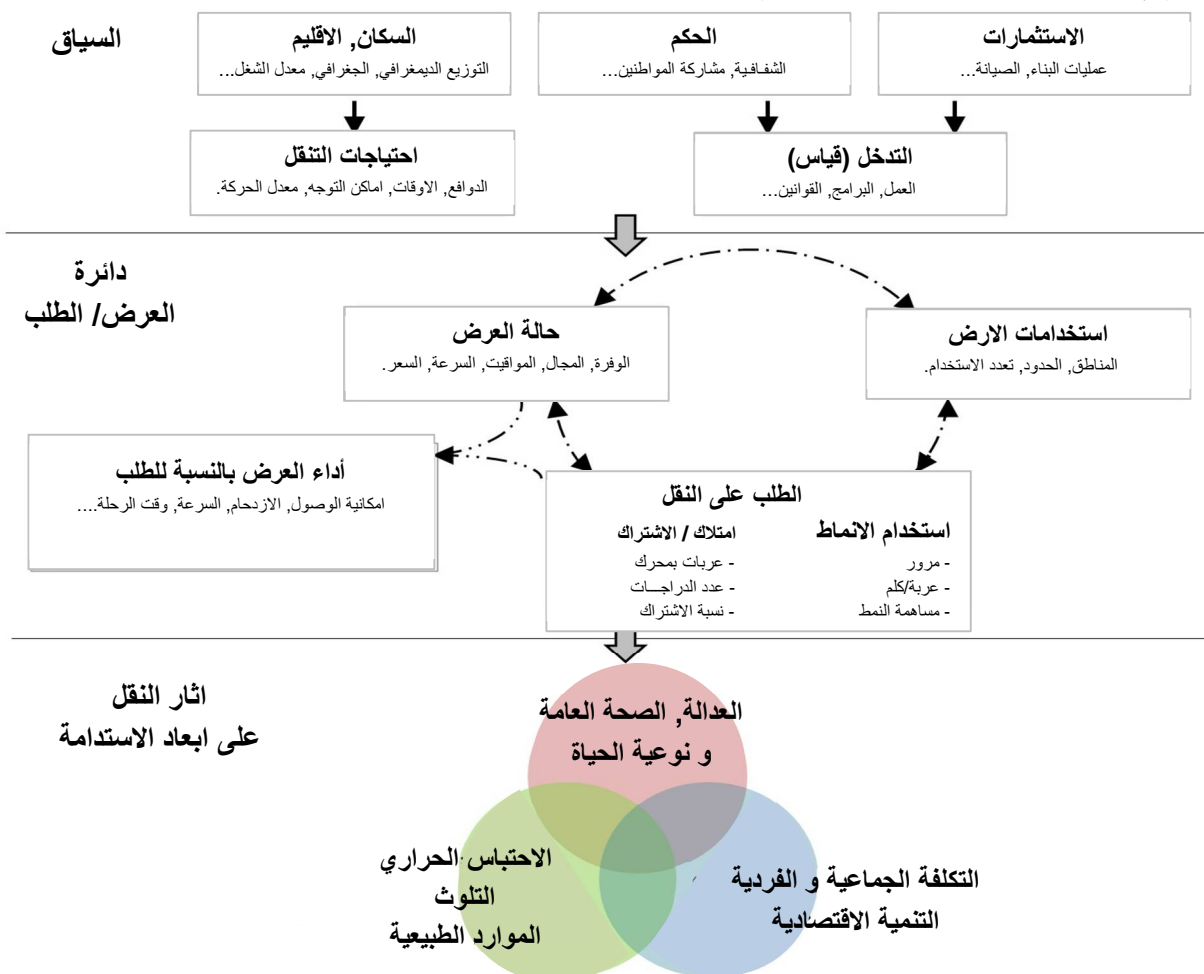 السياق
السكان, الاقليم
التوزيع الديمغرافي, الجغرافي, معدل الشغل...
الحكم
الشفافية, مشاركة المواطنين...
الاستثمارات
عمليات البناء, الصيانة...
احتياجات التنقل
الدوافع, الاوقات, اماكن التوجه, معدل الحركة.
التدخل (قياس)
العمل, البرامج, القوانين...
دائرة
العرض/ الطلب
حالة العرض
الوفرة, المجال, المواقيت, السرعة, السعر.
استخدامات الارض
المناطق, الحدود, تعدد الاستخدام.
أداء العرض بالنسبة للطلب
امكانية الوصول, الازدحام, السرعة, وقت الرحلة....
الطلب على النقل
استخدام الانماط
- مرور
- عربة/كلم
- مساهمة النمط
امتلاك / الاشتراك
- عربات بمحرك
- عدد الدراجـــات
- نسبة الاشتراك
اثار النقل
على ابعاد الاستدامة
العدالة, الصحة العامة
و نوعية الحياة
الاحتباس الحراري
التلوث
الموارد الطبيعية
التكلفة الجماعية و الفردية
التنمية الاقتصادية